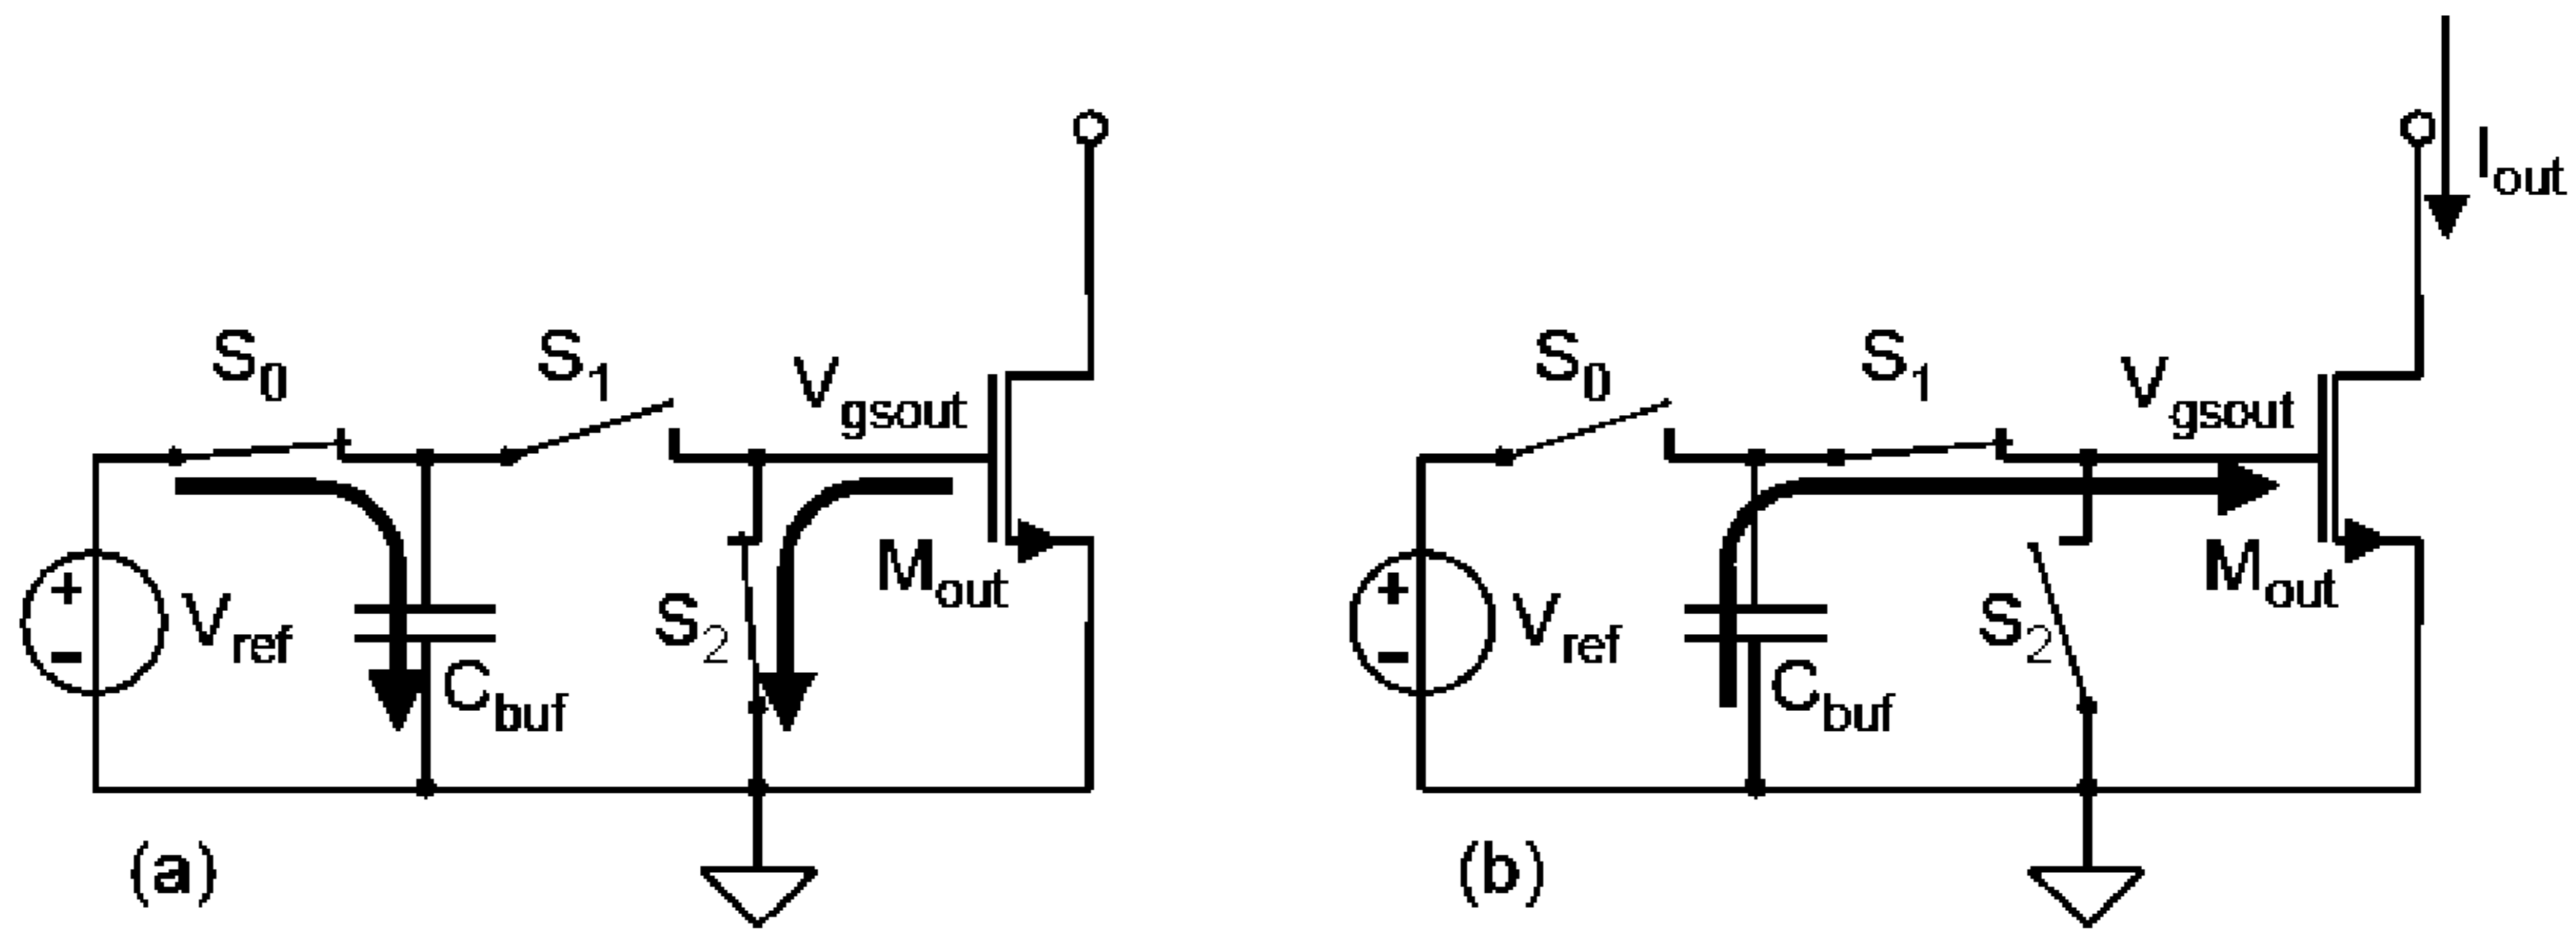 S0 S1 Vgsout
+ - Vref Cbuf S2 Mout
(a)
Iout
S0 S1 Vgsout
+ - Vref Cbuf S2 Mout
(b)